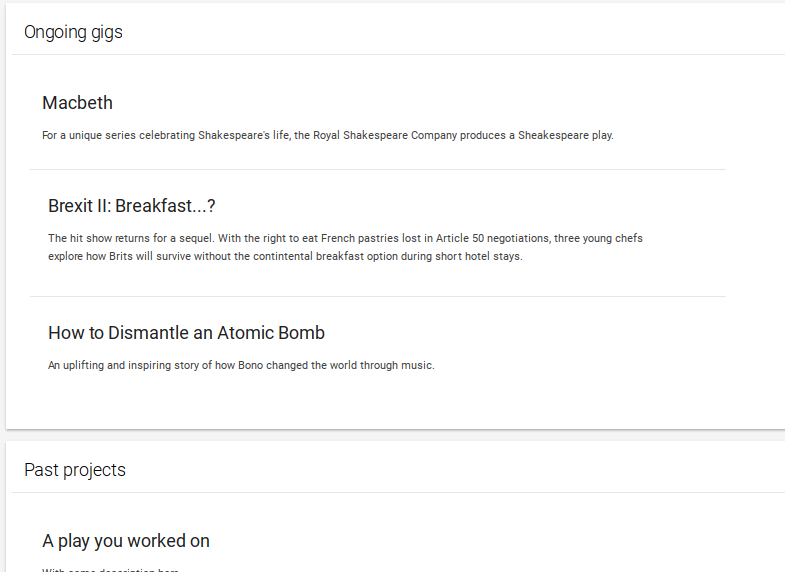 Ongoing gigs
Macbeth
For a unique series celebrating Shakespeare's life, the Royal Shakespeare Company produces a Sheakespeare play.
Brexit II: Breakfast...?
The hit show returns for a sequel. With the right to eat French pastries lost in Article 50 negotiations, three young chefs
explore how Brits will survive without the contintental breakfast option during short hotel stays.
How to Dismantle an Atomic Bomb
An uplifting and inspiring story of how Bono changed the world through music.
Past projects
A play you worked on
With some description here